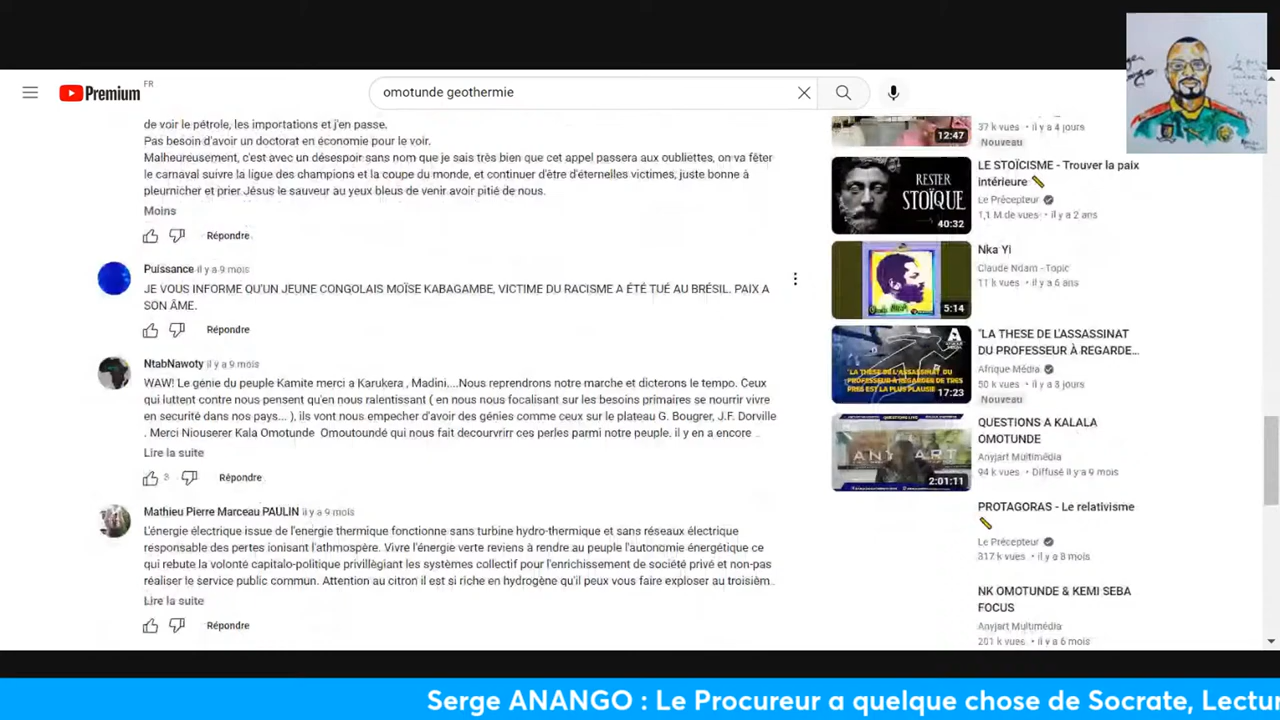 FR
Premium
omotunde geothermie
de voir le pétrole, les importations et j'en passe.
Pas besoin d'avoir un doctorat en économie pour le voir.
Malheureusement, c'est avec un désespoir sans nom que je sais très bien que cet appel passera aux oubliettes, on va fêter
le carnaval suivre la ligue des champions et la coupe du monde, et continuer d'être d'éternelles victimes, juste bonne à
pleurnicher et prier Jésus le sauveur au yeux bleus de venir avoir pitié de nous.
Moins
Répondre
Puissance il y a 9 mois
JE VOUS INFORME QU'UN JEUNE CONGOLAIS MOÏSE KABAGAMBE, VICTIME DU RACISME A ÉTÉ TUÉ AU BRÉSIL. PAIX A
SON ÂME.
Répondre
NtabNawoty il y a 9 mois
WAW! Le genie du peuple Kamite merci a Karukera , Madini....Nous reprendrons notre marche et dicterons le tempo. Ceux
qui luttent contre nous pensent qu'en nous ralentissant ( en nous nous focalisant sur les besoins primaires se nourrir vivre
en securité dans nos pays... ), ils vont nous empecher d'avoir des génies comme ceux sur le plateau G. Bougrer, J.F. Dorville
. Merci Niouserer Kala Omotunde Omoutoundé qui nous fait decourvrir ces perles parmi notre peuple. il y en a encore
Lire la suite
3
Répondre
Mathieu Pierre Marceau PAULIN il y a 9 mois
L'énergie électrique issue de l'energie thermique fonctionne sans turbine hydro-thermique et sans réseaux électrique
responsable des pertes ionisant l'athmospère. Vivre l'énergie verte reviens à rendre au peuple l'autonomie énergétique ce
qui rebute la volonté capitalo-politique privillègiant les systèmes collectif pour l'enrichissement de société privé et non-pas
réaliser le service public commun. Attention au citron il est si riche en hydrogène qu'il peux vous faire exploser au troisièm
Lire la suite
Répondre
12:47
37 k vues • il y a 4 jours
Nouveau
RESTER
STOÏQUE
40:32
LE STOÏCISME - Trouver la paix
intérieure
Le Précepteur
1,1 M de vues • il y a 2 ans
5:14
Nka Yi
Claude Ndam - Topic
11 k vues • il y a 6 ans
"LA THESE DE L'ASSASSINAT
DU PROFESSEUR À REGARDER DE TRES
PRES EST LA PLUS PLAUSIBLE
17:23
"LA THESE DE L'ASSASSINAT
DU PROFESSEUR À REGARDE...
Afrique Média
50 k vues • il y a 3 jours
Nouveau
2:01:11
QUESTIONS A KALALA
OMOTUNDE
Anyjart Multimédia
94 k vues • Diffusé il y a 9 mois
PROTAGORAS - Le relativisme
Le Précepteur
317 k vues • il y a 8 mois
NK OMOTUNDE & KEMI SEBA
FOCUS
Anyjart Multimédia
201 k vues • il y a 6 mois
Serge ANANGO : Le Procureur a quelque chose de Socrate, Lectur